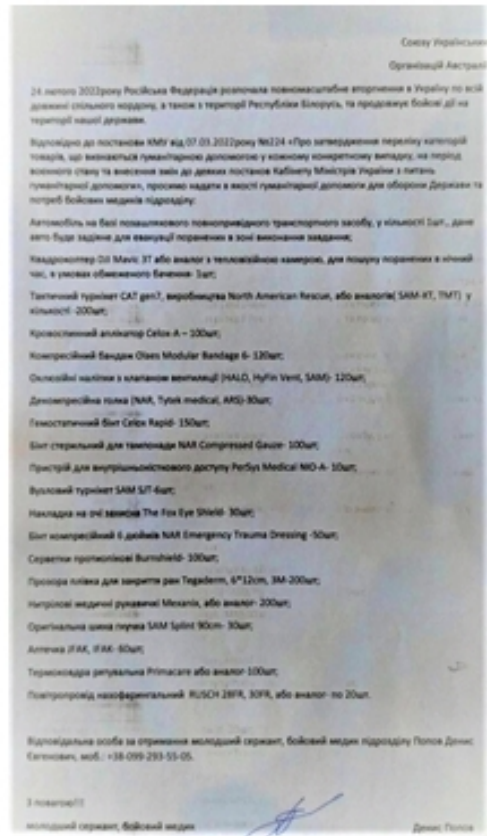 Союзу Українських
Організацій Австралії
24 лютого 2022року Російська Федерація розпочала повномасштабне вторгнення в Україну по всій
довжині спільного кордону, а також з території Республіки Білорусь, та продовжує бойові дії на
території нашої держави.
Відповідно до постанови КМУ від 07.03.2022року №224 «Про затвердження переліку категорій
товарів, що визнаються гуманітарною допомогою у кожному конкретному випадку, на період
воєнного стану та внесення змін до деяких постанов Кабінету Міністрів України з питань
гуманітарної допомоги», просимо надати в якості гуманітарної допомоги для оборони Держави та
потреб бойових медиків підрозділу:
Автомобіль на базі позашляхового повнопривідного транспортного засобу, у кількості 1шт., дане
авто буде задіяне для евакуації поранених в зоні виконання завдання;
Квадрокоптер DJI Mavic 3T або аналог з тепловізійною камерою, для пошуку поранених в нічний
час, в умовах обмеженого бачення- 1шт;
Тактичний турнікет CAT gen7, виробництва North American Rescue, або аналогів( SAM-XT, TMT) у
кількості -200шт;
Кровоспинний аплікатор Celox-A – 100шт;
Компресійний бандаж Olaes Modular Bandage 6- 120шт;
Оклюзійні наліпки з клапаном вентиляції (HALO, HyFin Vent, SAM)- 120шт;
Декомпресійна голка (NAR, Tytek medical, ARS)-30шт;
Гемостатичний бінт Celox Rapid- 150шт;
Бінт стерильний для тампонади NAR Compressed Gauze- 100шт;
Пристрій для внутрішньокісткового доступу PerSys Medical NIO-A- 10шт;
Вузловий турнікет SAM SJT-6шт;
Накладка на очі захисна The Fox Eye Shield- 30шт;
Бінт компресійний 6 дюймів NAR Emergency Trauma Dressing -50шт;
Серветки протиопікові Burnshield- 100шт;
Прозора плівка для закриття ран Tegaderm, 6*12cm, 3M-200шт;
Нитрілові медичні рукавички Mexanix, або аналог- 200шт;
Оригінальна шина гнучка SAM Splint 90cm- 30шт;
Аптечка JFAK, IFAK- 60шт;
Термоковдра рятувальна Primacare або аналог-100шт;
Повітропровід назофарингеальний RUSCH 28FR, 30FR, або аналог- по 20шт.
Відповідальна особа за отримання молодший сержант, бойовий медик підрозділу Попов Денис
Євгенович, моб.: +38-099-293-55-05.
З повагою!!!
молодший сержант, бойовий медик Денис Попов